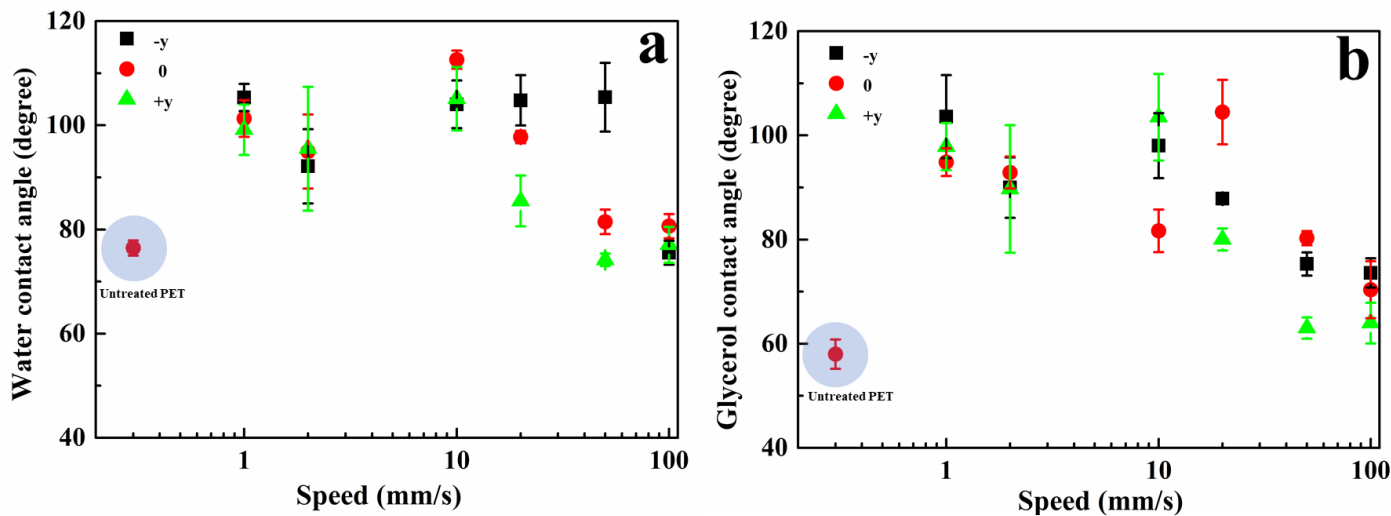 a
120
100
80
60
40
Water contact angle (degree)
-y
0
+y
Untreated PET
1
10
100
Speed (mm/s)
b
120
100
80
60
40
Glycerol contact angle (degree)
-y
0
+y
Untreated PET
1
10
100
Speed (mm/s)